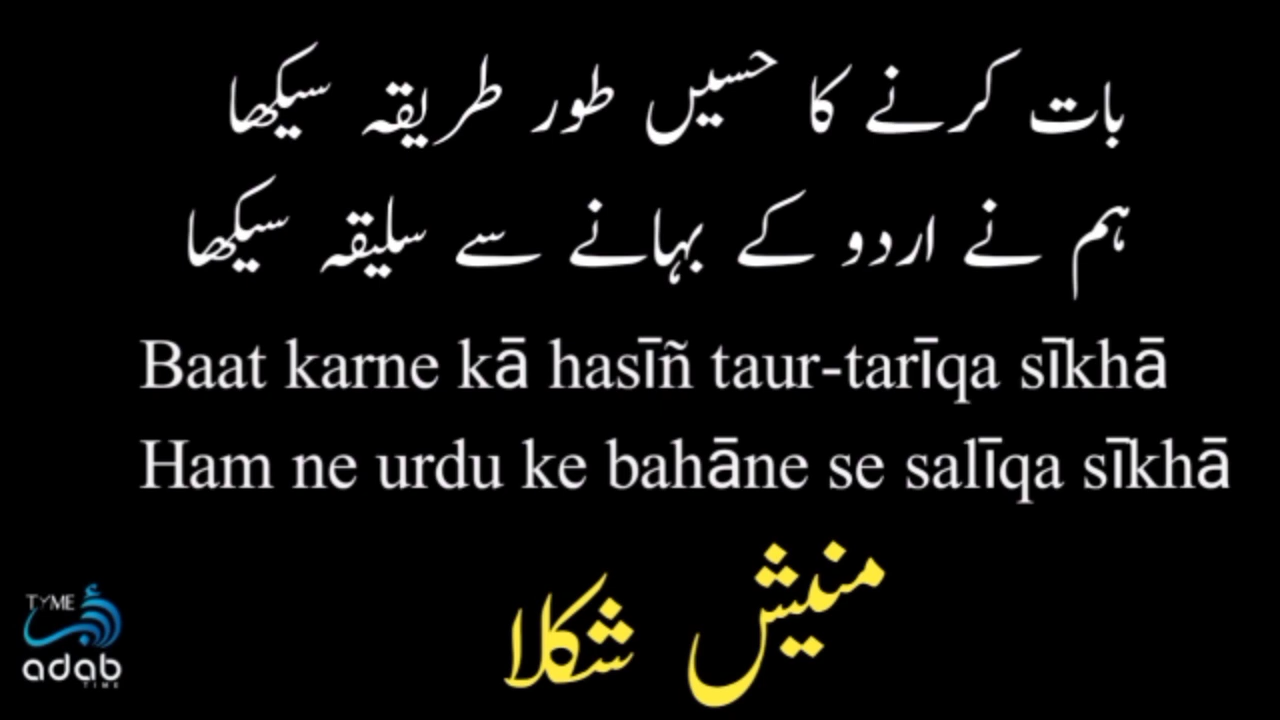 بات کرنے کا حسیں طور طریقہ سیکھا
ہم نے اردو کے بہانے سے سلیقہ سیکھا
Baat karne kā hasīñ taur-tarīqa sīkhā
Ham ne urdu ke bahāne se salīqa sīkhā
منیش شکلا
TYME
adab
TIME